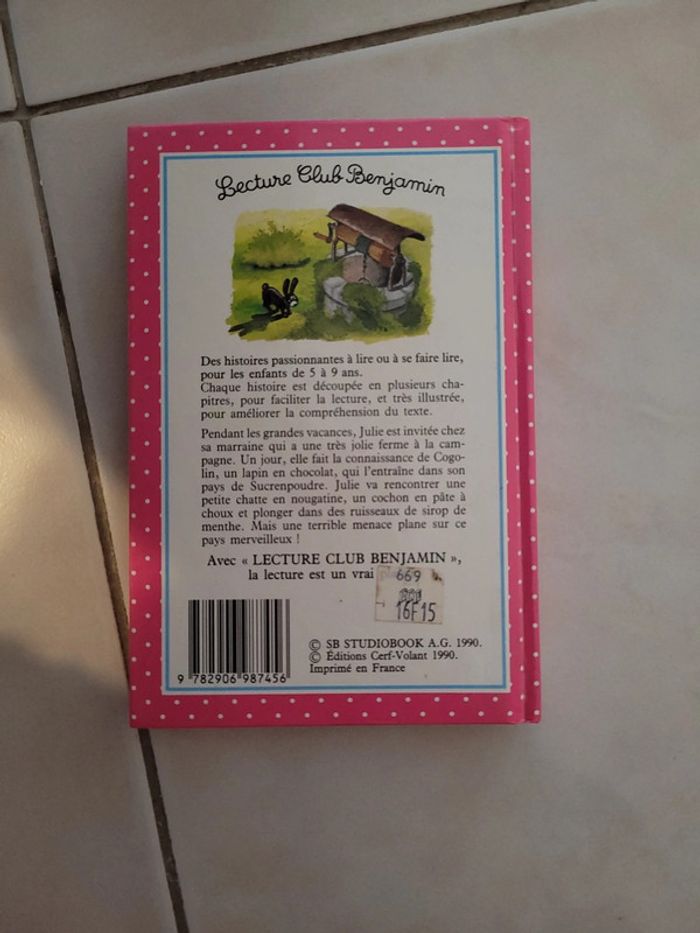 Lecture Club Benjamin
Des histoires passionnantes à lire ou à se faire lire,
pour les enfants de 5 à 9 ans.
Chaque histoire est découpée en plusieurs cha-
pitres, pour faciliter la lecture, et très illustrée,
pour améliorer la compréhension du texte.
Pendant les grandes vacances, Julie est invitée chez
sa marraine qui a une très jolie ferme à la cam-
pagne. Un jour, elle fait la connaissance de Cogo-
lin, un lapin en chocolat, qui l'entraîne dans son
pays de Sucrenpoudre. Julie va rencontrer une
petite chatte en nougatine, un cochon en pâte à
choux et plonger dans des ruisseaux de sirop de
menthe. Mais une terrible menace plane sur ce
pays merveilleux !
Avec « LECTURE CLUB BENJAMIN »,
la lecture est un vrai
669
16F15
© SB STUDIOBOOK A.G. 1990.
© Éditions Cerf-Volant 1990.
Imprimé en France
9 782906 987456